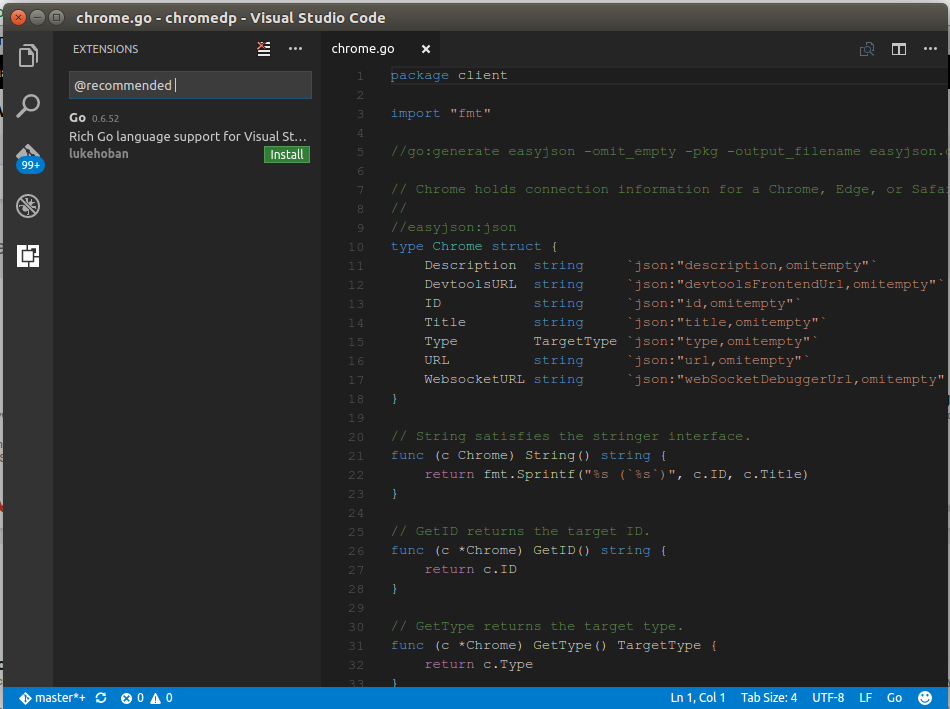 chrome.go - chromedp - Visual Studio Code
EXTENSIONS
@recommended
Go 0.6.52
Rich Go language support for Visual St...
lukehoban Install
99+
chrome.go
1 package client
2
3 import "fmt"
4
5 //go:generate easyjson -omit_empty -pkg -output_filename easyjson.
6
7 // Chrome holds connection information for a Chrome, Edge, or Safa
8 //
9 //easyjson:json
10 type Chrome struct {
11 Description string `json:"description,omitempty"`
12 DevtoolsURL string `json:"devtoolsFrontendUrl,omitempty"`
13 ID string `json:"id,omitempty"`
14 Title string `json:"title,omitempty"`
15 Type TargetType `json:"type,omitempty"`
16 URL string `json:"url,omitempty"`
17 WebsocketURL string `json:"webSocketDebuggerUrl,omitempty"
18 }
19
20 // String satisfies the stringer interface.
21 func (c Chrome) String() string {
22 return fmt.Sprintf("%s (`%s`)", c.ID, c.Title)
23 }
24
25 // GetID returns the target ID.
26 func (c *Chrome) GetID() string {
27 return c.ID
28 }
29
30 // GetType returns the target type.
31 func (c *Chrome) GetType() TargetType {
32 return c.Type
33 }
master*+ 0 0 Ln 1, Col 1 Tab Size: 4 UTF-8 LF Go